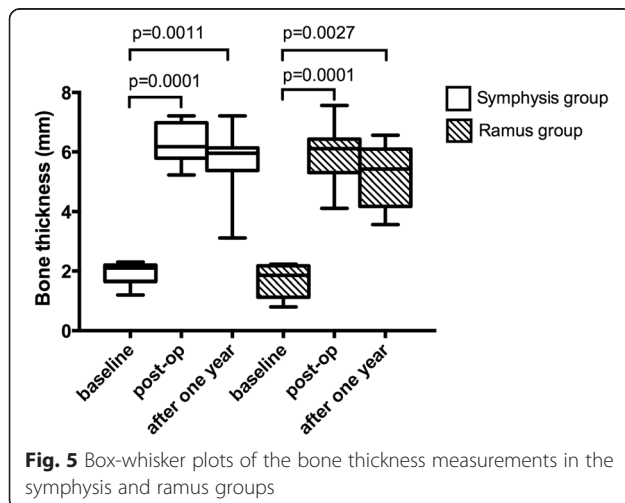 p=0.0011
p=0.0027
p=0.0001
p=0.0001
Bone thickness (mm)
8
6
4
2
0
Symphysis group
Ramus group
baseline
post-op
after one year
baseline
post-op
after one year
Fig. 5 Box-whisker plots of the bone thickness measurements in the
symphysis and ramus groups